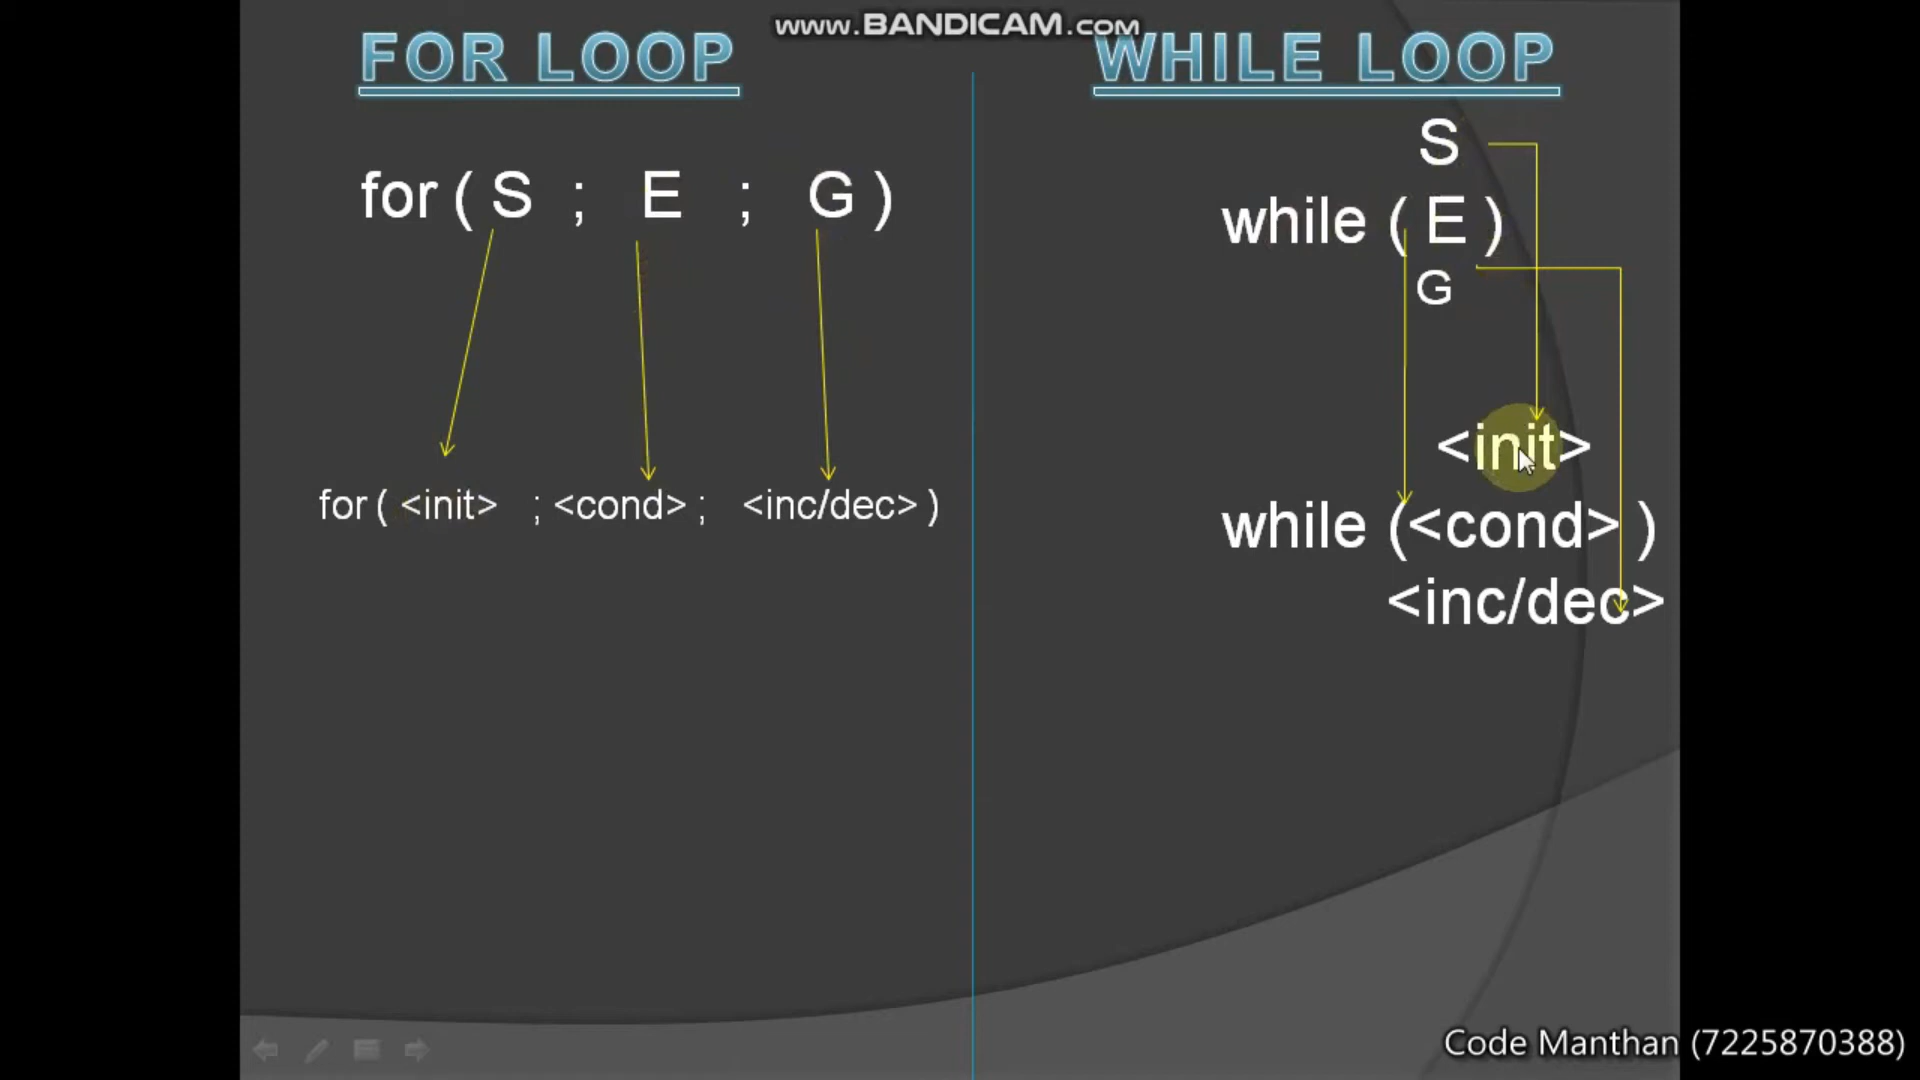 www.BANDICAM.com
FOR LOOP
for ( S ; E ; G )
for ( <init> ; <cond> ; <inc/dec> )
WHILE LOOP
S
while ( E )
G
<init>
while (<cond> )
<inc/dec>
Code Manthan (7225870388)